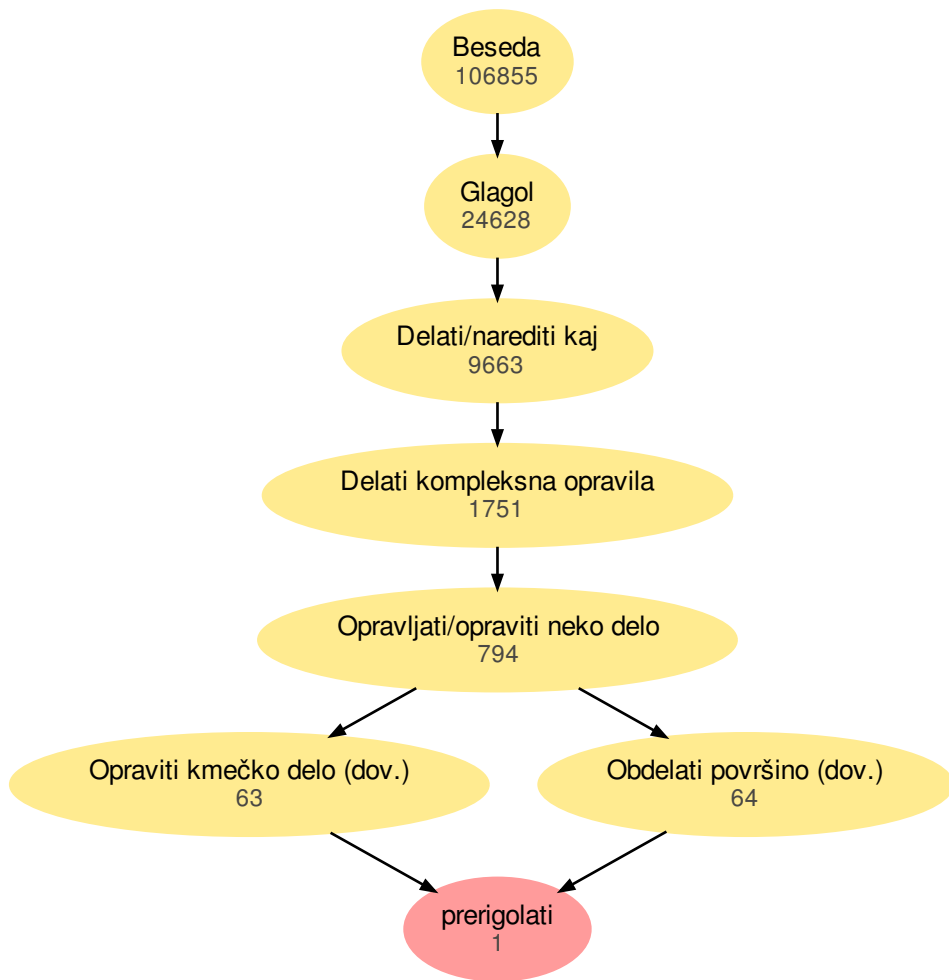 Beseda
106855
Glagol
24628
Delati/narediti kaj
9663
Delati kompleksna opravila
1751
Opravljati/opraviti neko delo
794
Opraviti kmečko delo (dov.)
63
Obdelati površino (dov.)
64
prerigolati
1